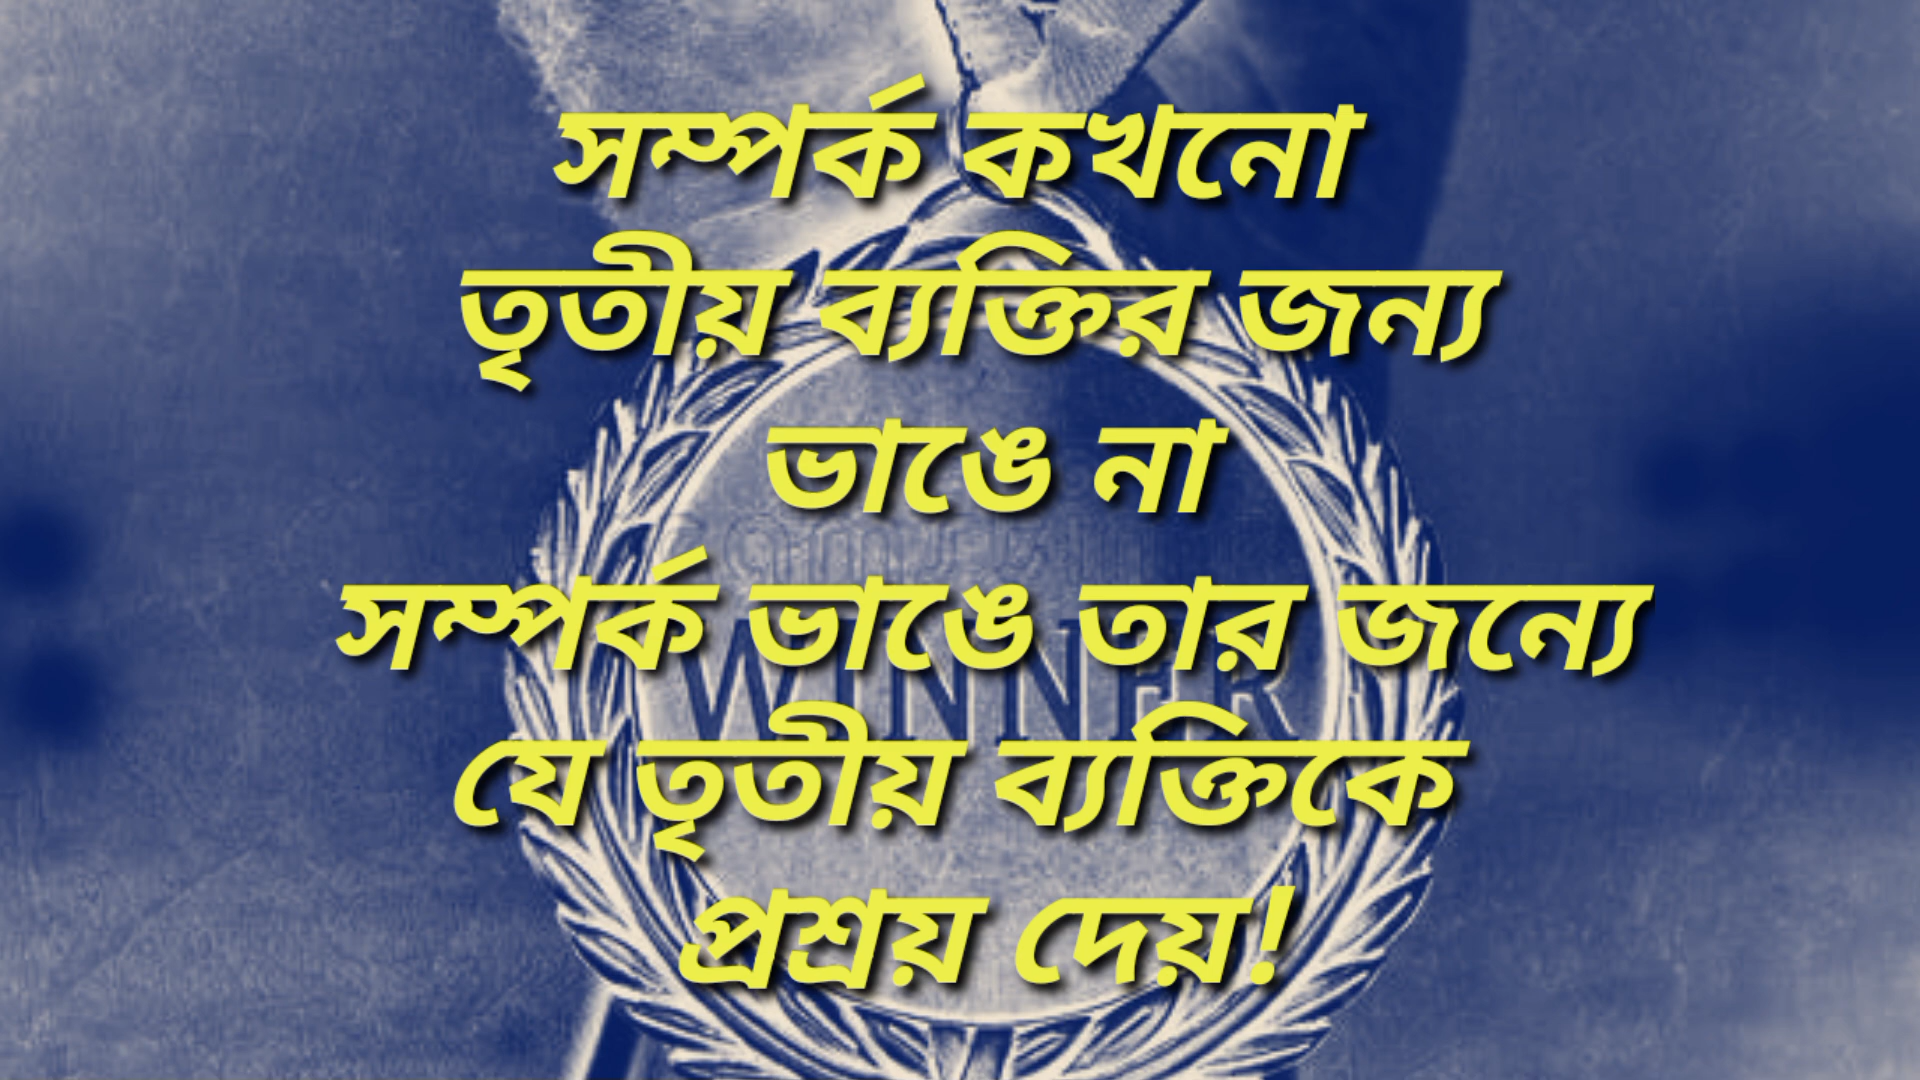 সম্পর্ক কখনো
তৃতীয় ব্যক্তির জন্য
ভাঙে না
সম্পর্ক ভাঙে তার জন্যে
WINNER
যে তৃতীয় ব্যক্তিকে
প্রশ্রয় দেয়!